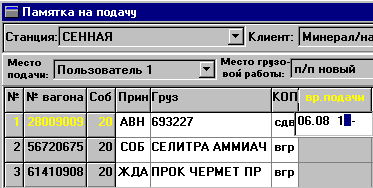 Памятка на подачу
Станция: СЕННАЯ Клиент: Минерал/на
Место подачи: Пользователь 1 Место грузовой работы: п/п новый
№ № вагона Соб Прин Груз КОП вр.подачи
1 28009009 20 АВН 693227 сдв 06.08 1 -
2 56720675 20 СОБ СЕЛИТРА АММИАЧ вгр
3 61410908 20 ЖДА ПРОК ЧЕРМЕТ ПР вгр